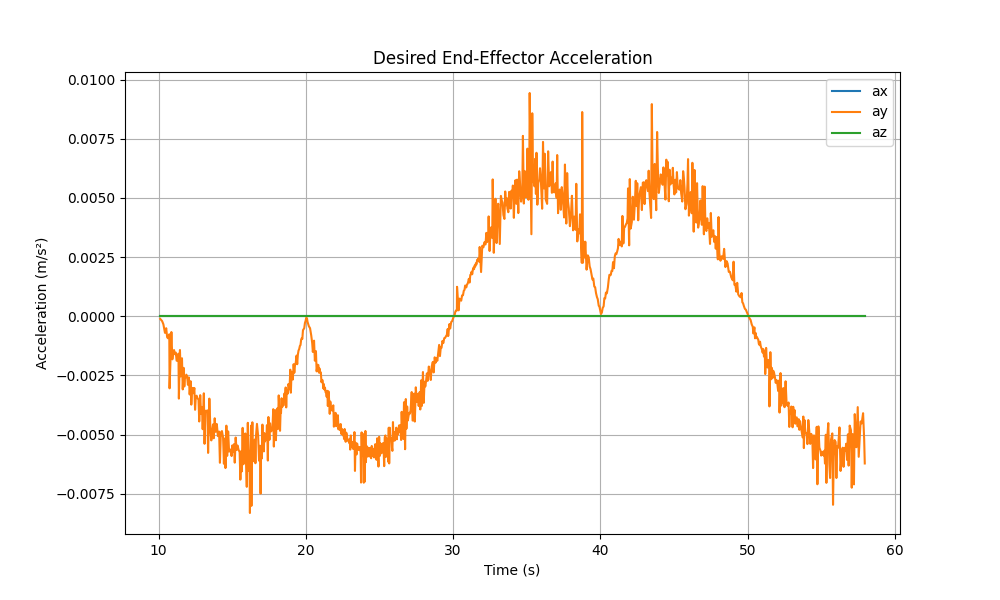 Desired End-Effector Acceleration
ax
ay
az
Acceleration (m/s²)
0.0100
0.0075
0.0050
0.0025
0.0000
−0.0025
−0.0050
−0.0075
10 20 30 40 50 60
Time (s)